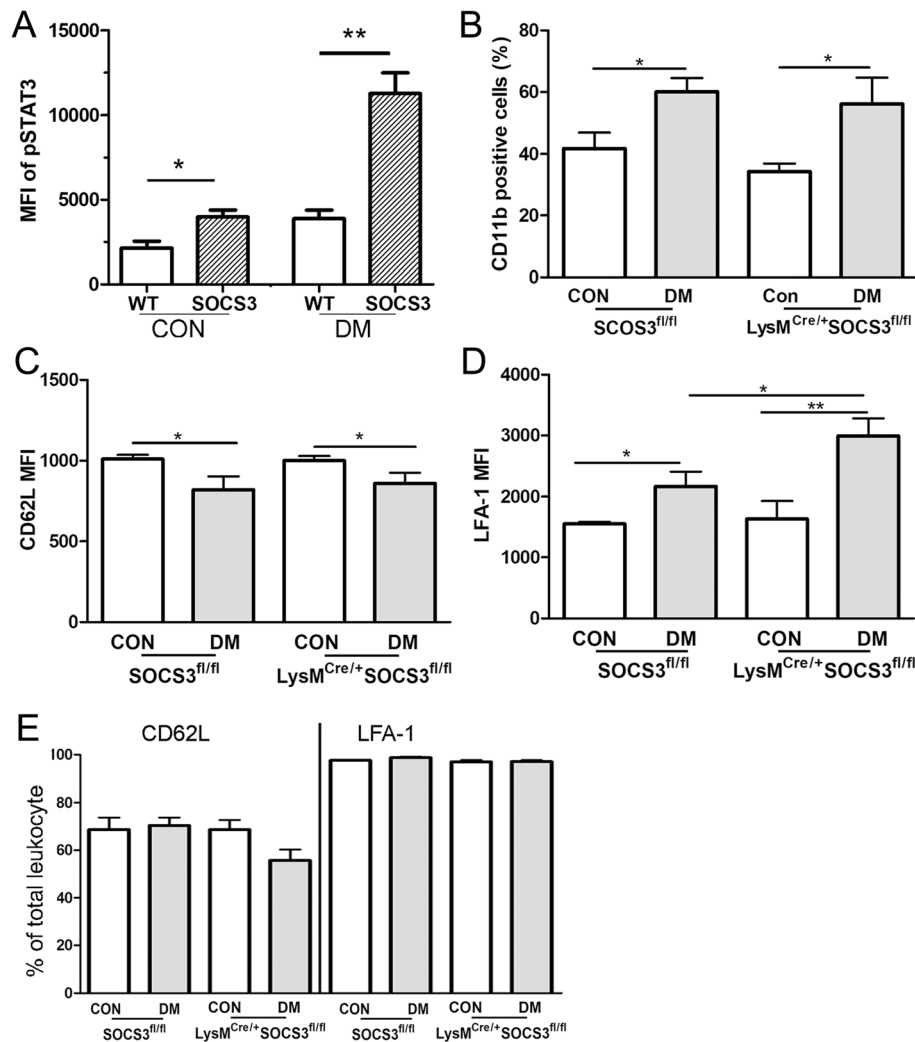 A
MFI of pSTAT3
15000
10000
5000
0
*
**
WT SOCS3 WT SOCS3
CON DM
B
CD11b positive cells (%)
80
60
40
20
0
* *
CON DM Con DM
SCOS3fl/fl LysMCre/+SOCS3fl/fl
C
CD62L MFI
1500
1000
500
0
* *
CON DM CON DM
SOCS3fl/fl LysMCre/+SOCS3fl/fl
D
LFA-1 MFI
4000
3000
2000
1000
0
*
**
*
CON DM CON DM
SOCS3fl/fl LysMCre/+SOCS3fl/fl
E
CD62L LFA-1
% of total leukocyte
100
80
60
40
20
0
CON DM CON DM CON DM CON DM
SOCS3fl/fl LysMCre/+SOCS3fl/fl SOCS3fl/fl LysMCre/+SOCS3fl/fl